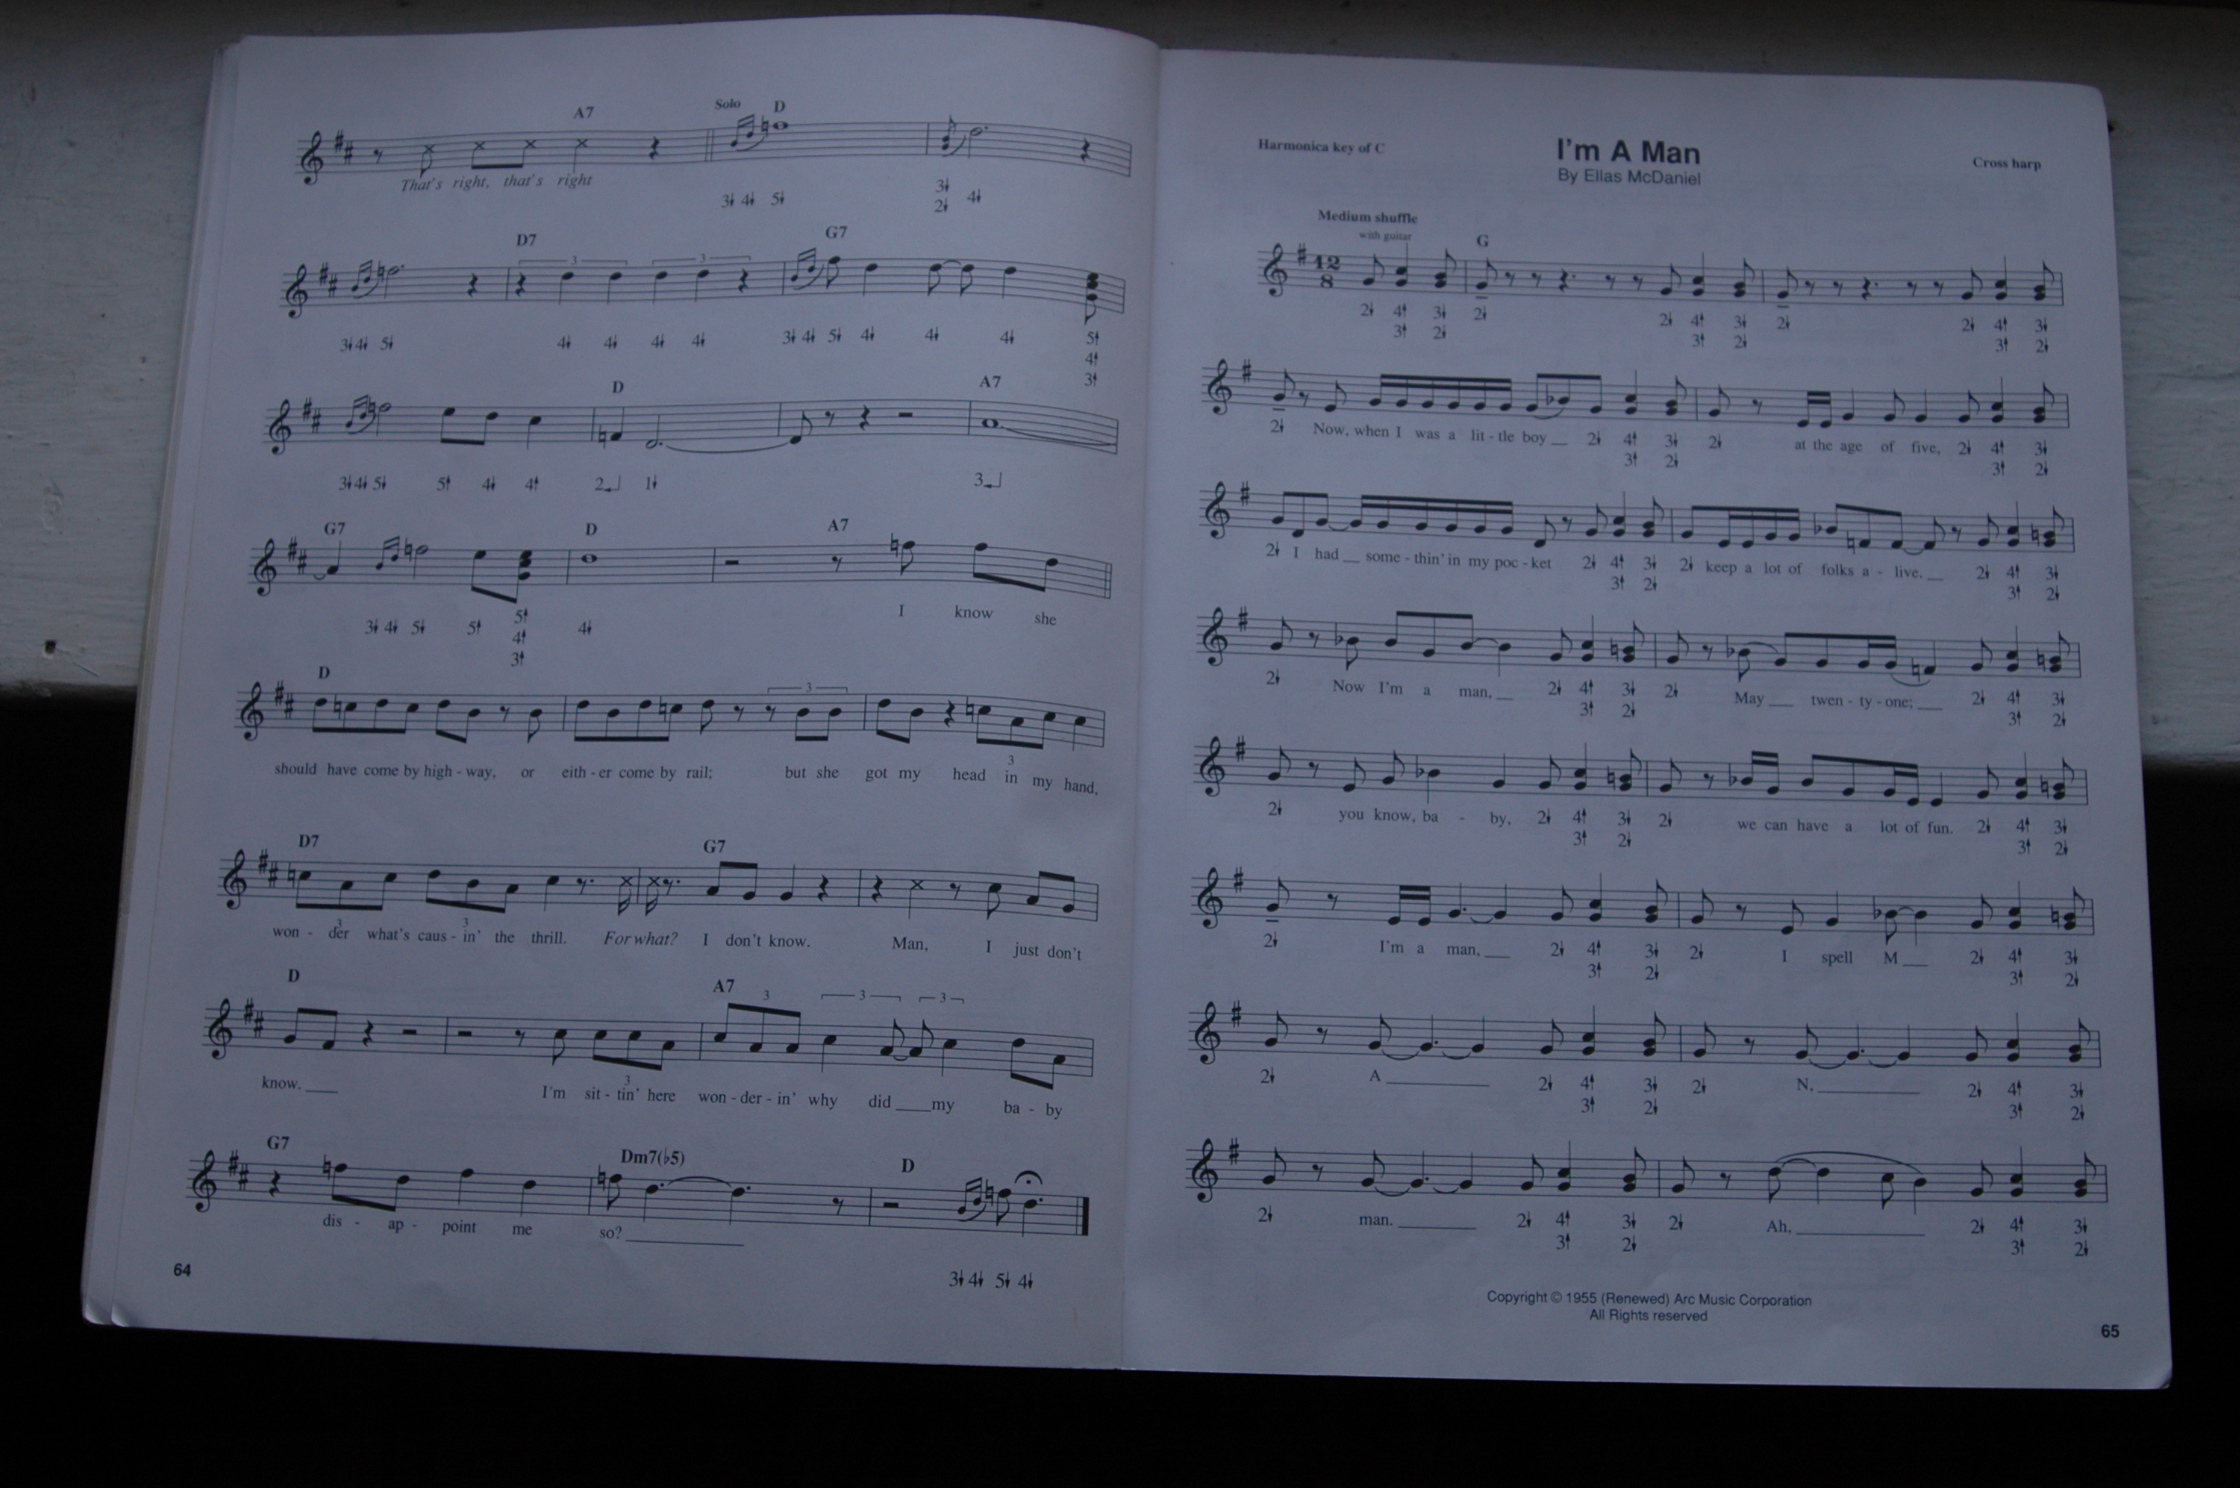 A7 Solo D
That's right, that's right
3 4 5 3 4
2
D7 3 3 G7
3 4 5 4 4 4 4 3 4 5 4 4 4 5
4
3
D A7
3 4 5 5 4 4 2 1 3
G7 D A7
I know she
3 4 5 5 5 4
4
3
D 3
should have come by high - way, or eith - er come by rail; but she got my head in my hand,
3
D7 G7
won - der what's caus - in' the thrill. For what? I don't know. Man, I just don't
3 3
D A7 3 3 3
know. I'm sit - tin' here won - der - in' why did my ba - by
3
G7 Dm7(♭5) D
dis - ap - point me so?
3 4 5 4
64
Harmonica key of C I'm A Man Cross harp
By Ellas McDaniel
Medium shuffle
with guitar G
12
8
2 4 3 2 2 4 3 2 2 4 3
3 2 3 2 3 2
2 Now, when I was a lit - tle boy 2 4 3 2 at the age of five, 2 4 3
3 2 3 2
2 I had some - thin' in my poc - ket 2 4 3 2 keep a lot of folks a - live. 2 4 3
3 2 3 2
2 Now I'm a man, 2 4 3 2 May twen - ty - one; 2 4 3
3 2 3 2
2 you know, ba - by, 2 4 3 2 we can have a lot of fun. 2 4 3
3 2 3 2
2 I'm a man, 2 4 3 2 I spell M 2 4 3
3 2 3 2
2 A 2 4 3 2 N, 2 4 3
3 2 3 2
2 man. 2 4 3 2 Ah, 2 4 3
3 2 3 2
Copyright © 1955 (Renewed) Arc Music Corporation
All Rights reserved
65